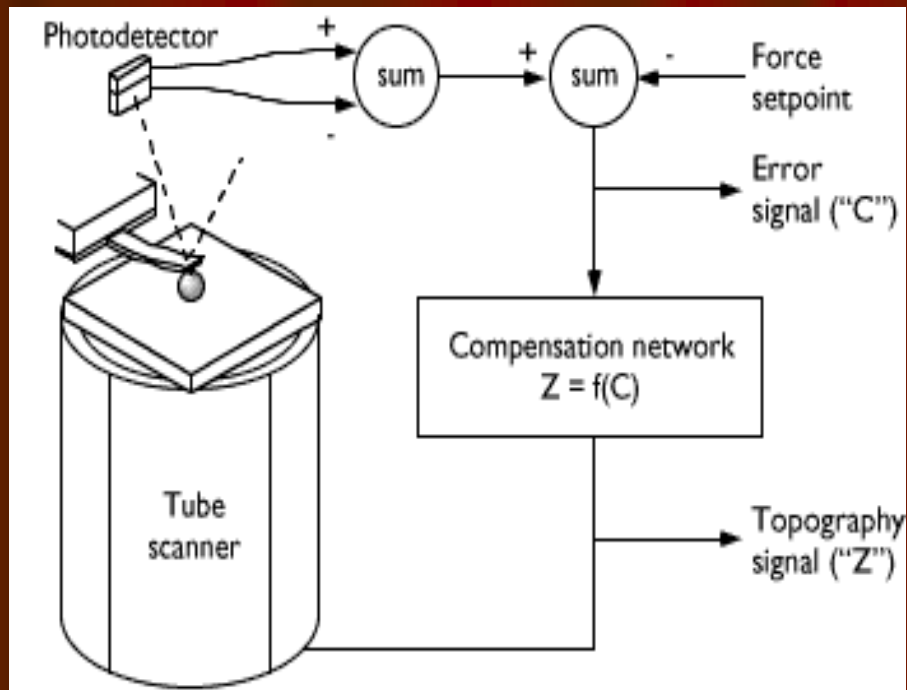 Photodetector
+
-
sum
+
sum
-
Force
setpoint
Error
signal (“C”)
Compensation network
Z = f(C)
Tube
scanner
Topography
signal (“Z”)